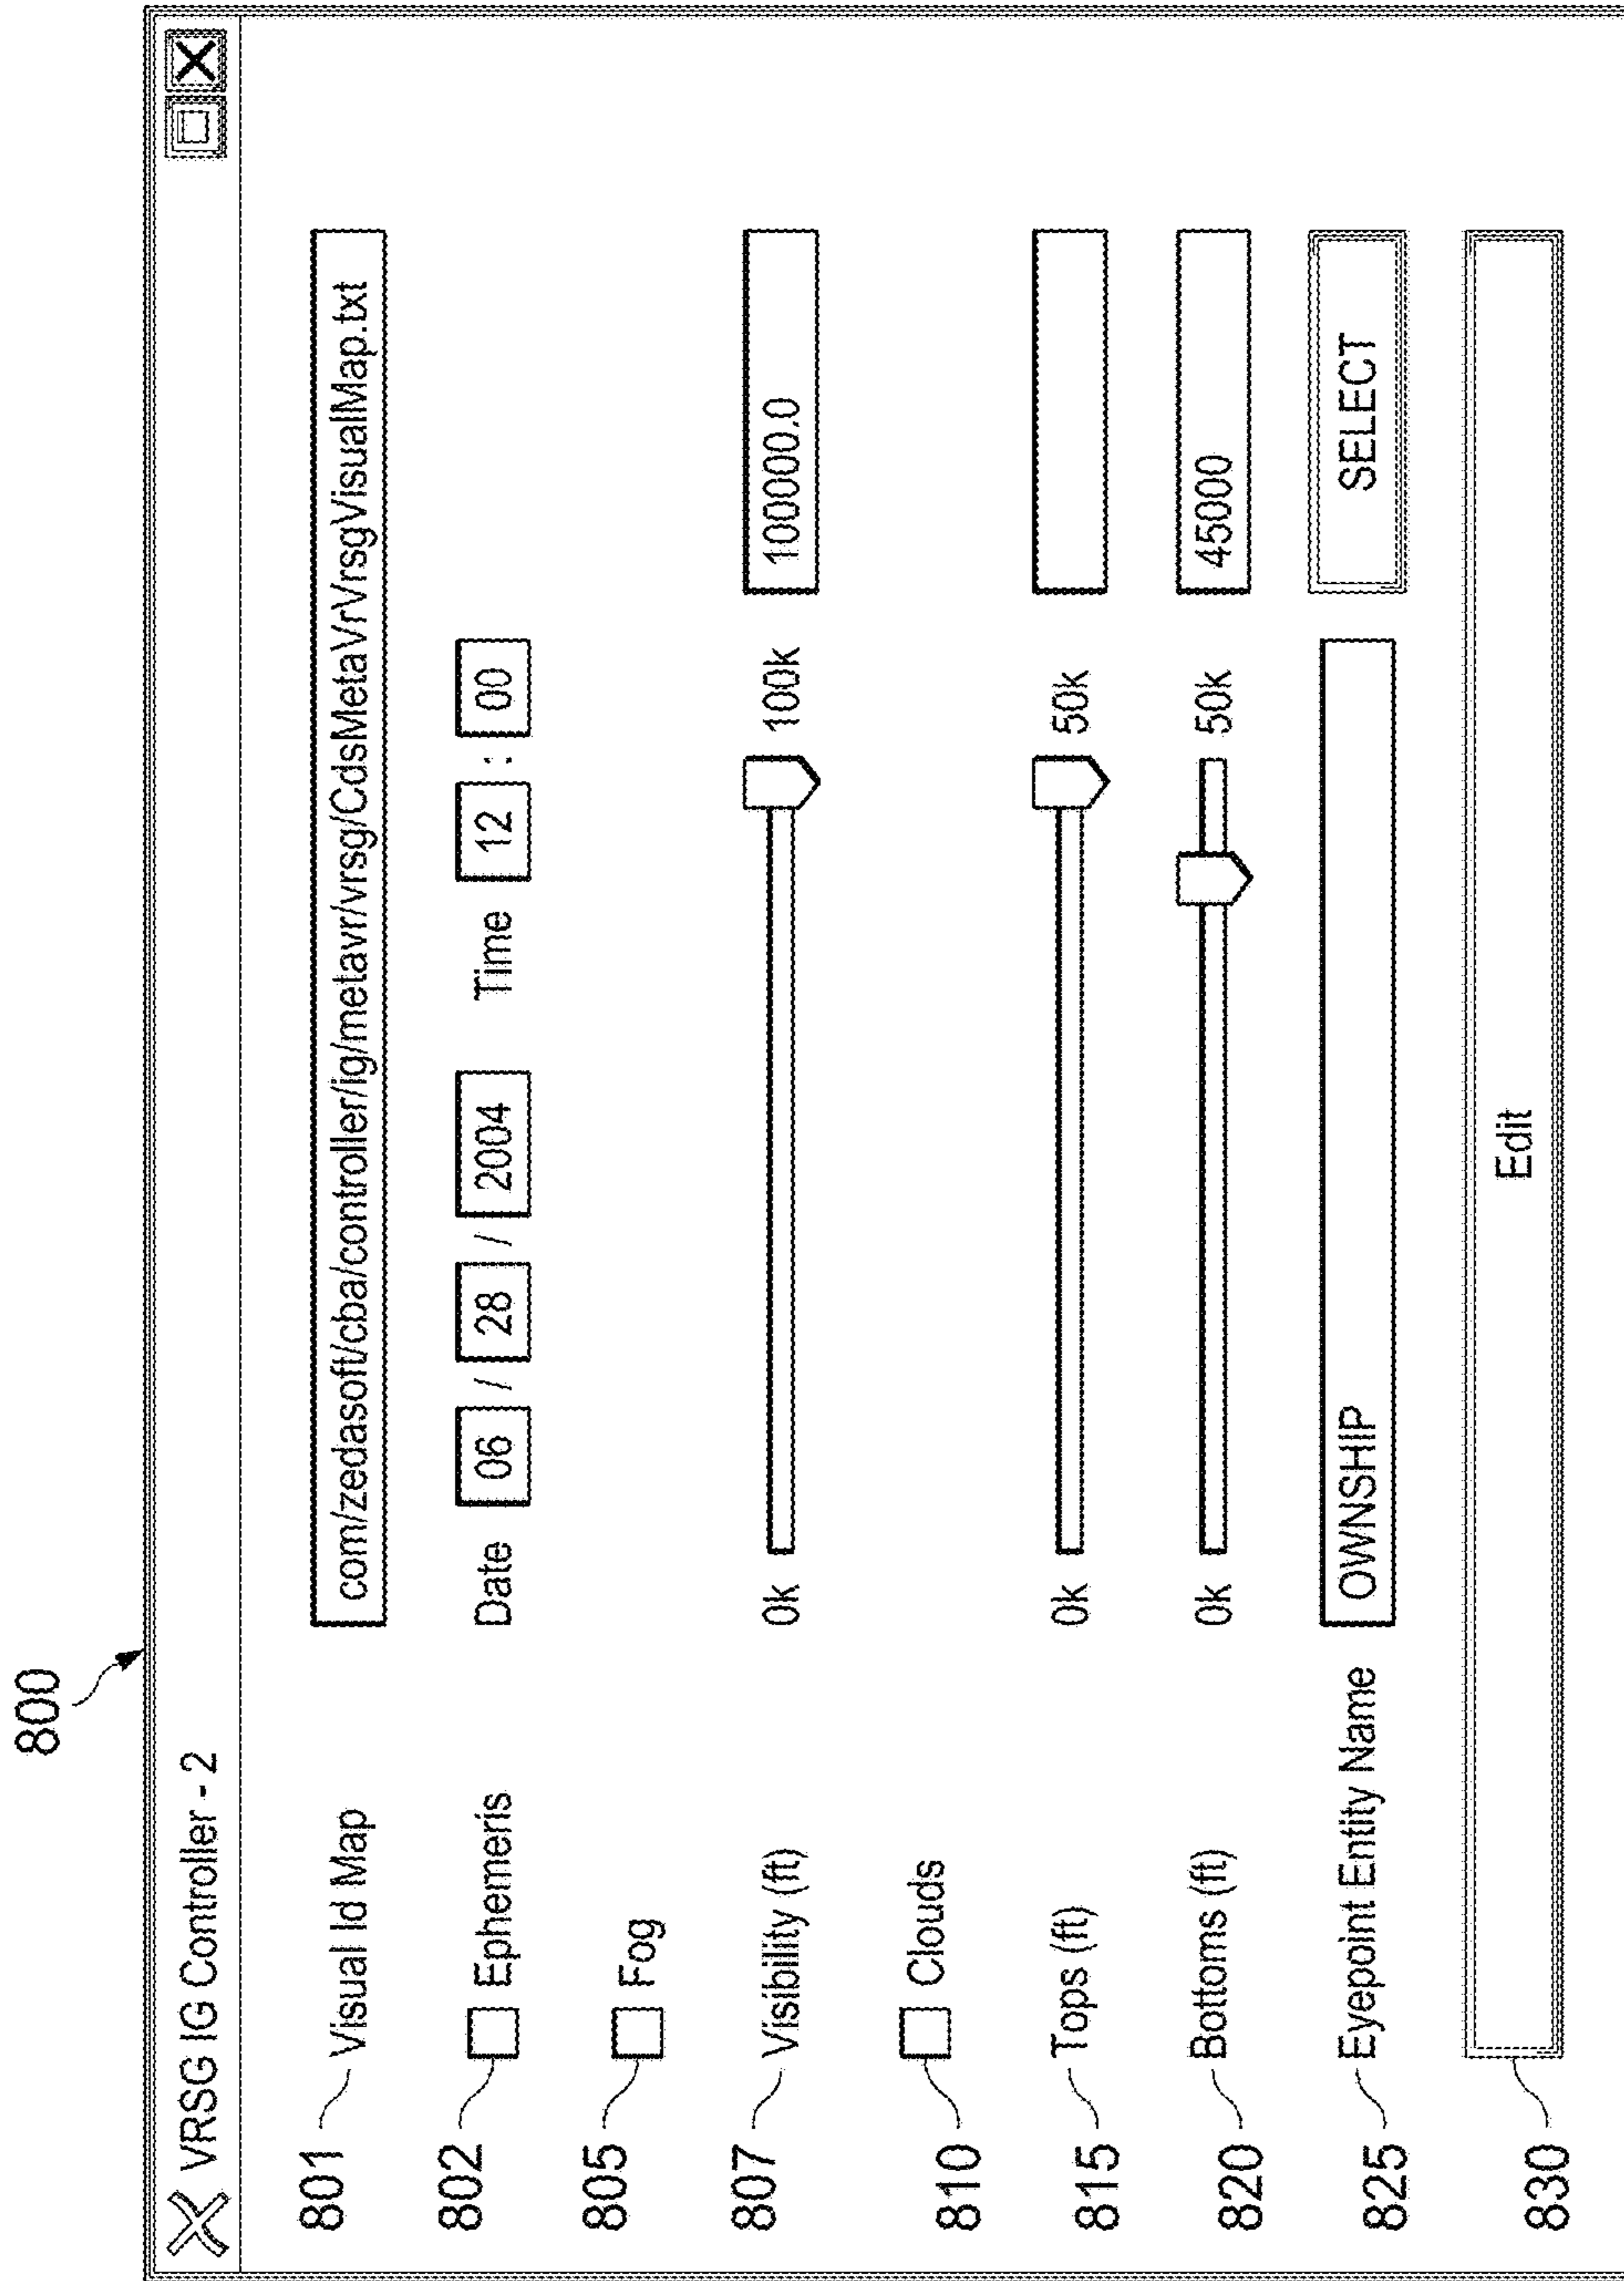 800
VRSG IG Controller - 2
801 Visual Id Map com/zedasoft/cba/controller/ig/metavr/vrsg/CdsMetaVrVrsgVisualMap.txt
802 Ephemeris Date 06 / 28 / 2004 Time 12 : 00
805 Fog
807 Visibility (ft) 0k 100k 100000.0
810 Clouds
815 Tops (ft) 0k 50k
820 Bottoms (ft) 0k 50k 45000
825 Eyepoint Entity Name OWNSHIP SELECT
830 Edit